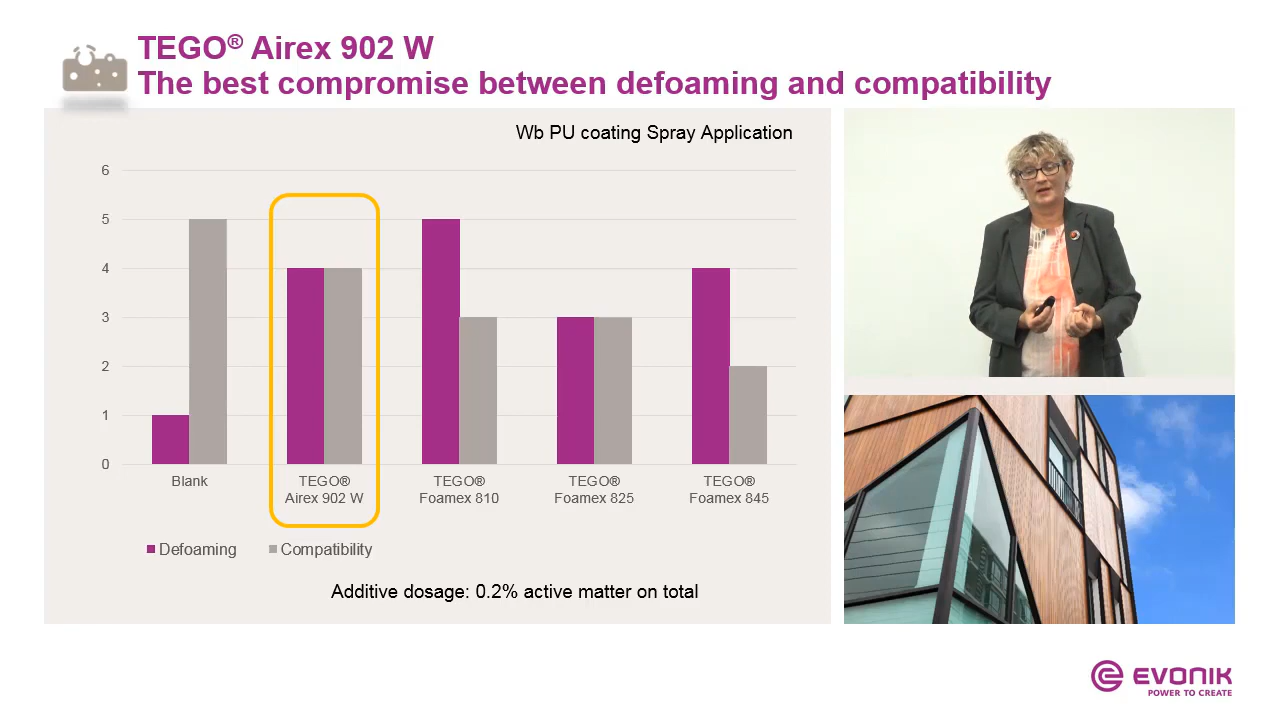 TEGO® Airex 902 W
The best compromise between defoaming and compatibility
Wb PU coating Spray Application
6
5
4
3
2
1
0
Blank
TEGO®
Airex 902 W
TEGO®
Foamex 810
TEGO®
Foamex 825
TEGO®
Foamex 845
Defoaming
Compatibility
Additive dosage: 0.2% active matter on total
EVONIK
POWER TO CREATE